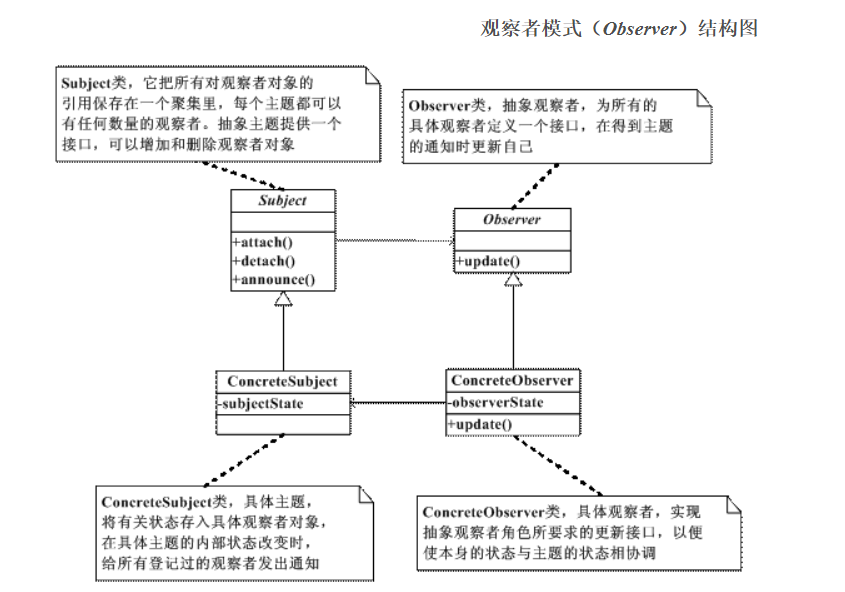 观察者模式（Observer）结构图
Subject类，它把所有对观察者对象的
引用保存在一个聚集里，每个主题都可以
有任何数量的观察者。抽象主题提供一个
接口，可以增加和删除观察者对象
Observer类，抽象观察者，为所有的
具体观察者定义一个接口，在得到主题
的通知时更新自己
Subject
+attach()
+detach()
+announce()
Observer
+update()
ConcreteSubject
-subjectState
ConcreteObserver
-observerState
+update()
ConcreteSubject类，具体主题，
将有关状态存入具体观察者对象，
在具体主题的内部状态改变时，
给所有登记过的观察者发出通知
ConcreteObserver类，具体观察者，实现
抽象观察者角色所要求的更新接口，以便
使本身的状态与主题的状态相协调